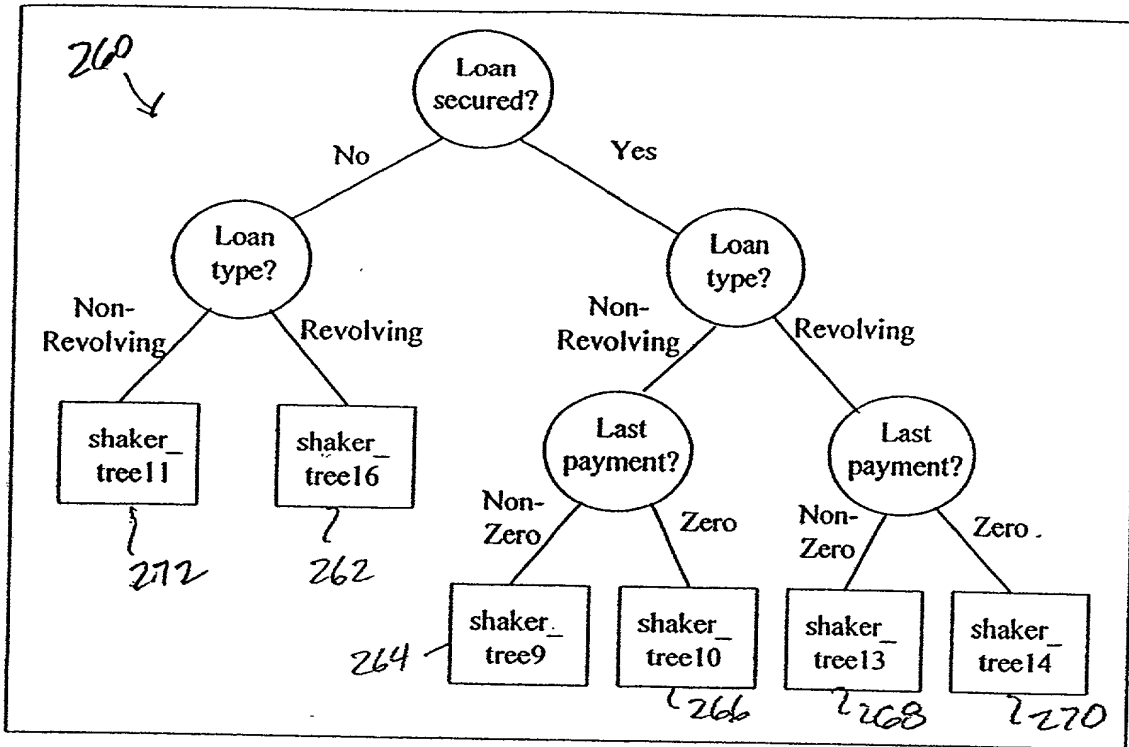 260
Loan
secured?
No
Yes
Loan
type?
Loan
type?
Non-
Revolving
Revolving
Non-
Revolving
Revolving
shaker_
tree11
shaker_
tree16
Last
payment?
Last
payment?
272
262
Non-
Zero
Zero
Non-
Zero
Zero
264
shaker_
tree9
shaker_
tree10
shaker_
tree13
shaker_
tree14
266
268
270